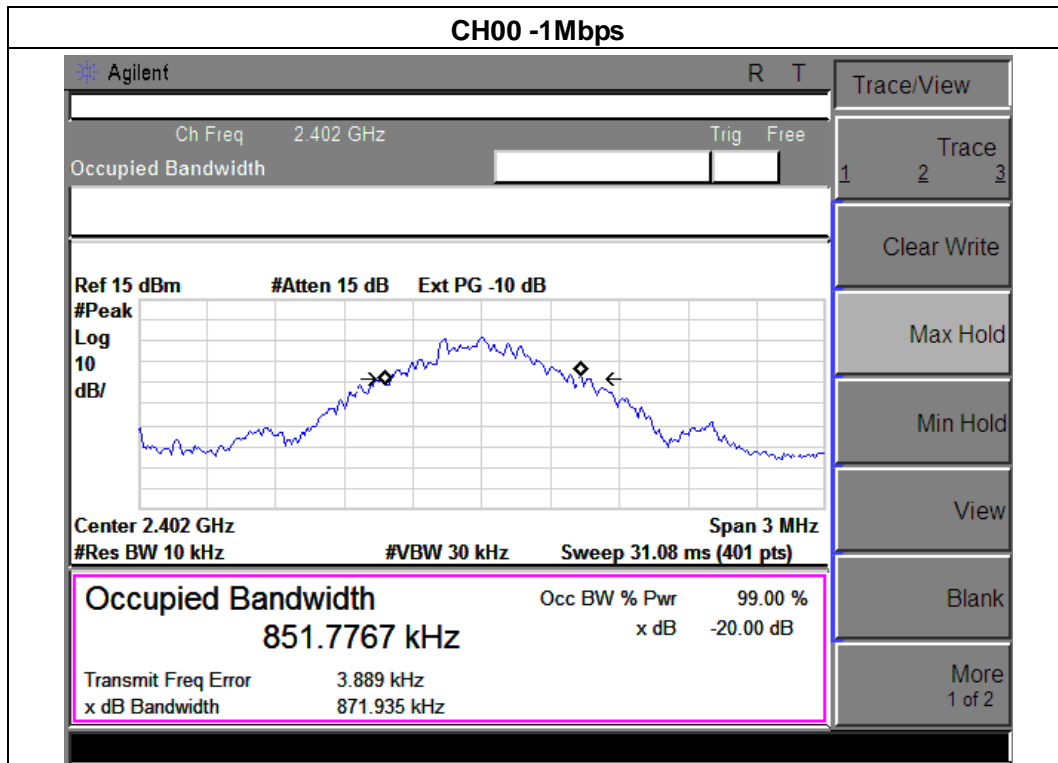 CH00 -1Mbps
Agilent R T
Ch Freq 2.402 GHz Trig Free
Occupied Bandwidth
Ref 15 dBm #Atten 15 dB Ext PG -10 dB
#Peak
Log
10
dB/
Center 2.402 GHz Span 3 MHz
#Res BW 10 kHz #VBW 30 kHz Sweep 31.08 ms (401 pts)
Occupied Bandwidth Occ BW % Pwr 99.00 %
851.7767 kHz x dB -20.00 dB
Transmit Freq Error 3.889 kHz
x dB Bandwidth 871.935 kHz
Trace/View
Trace
1 2 3
Clear Write
Max Hold
Min Hold
View
Blank
More
1 of 2